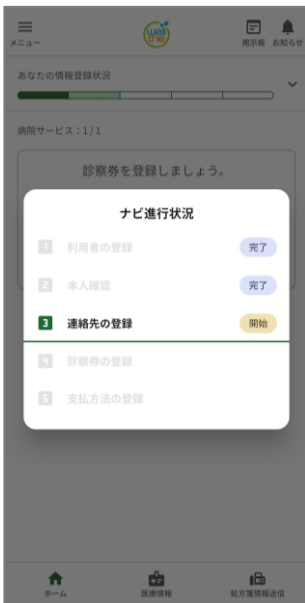 メニュー
well
me
掲示板 お知らせ
あなたの情報登録状況
病院サービス：1/1
診察券を登録しましょう。
ナビ進行状況
1 利用者の登録 完了
2 本人確認 完了
3 連絡先の登録 開始
4 診察券の登録
5 支払方法の登録
ホーム 医療情報 処方箋情報送信